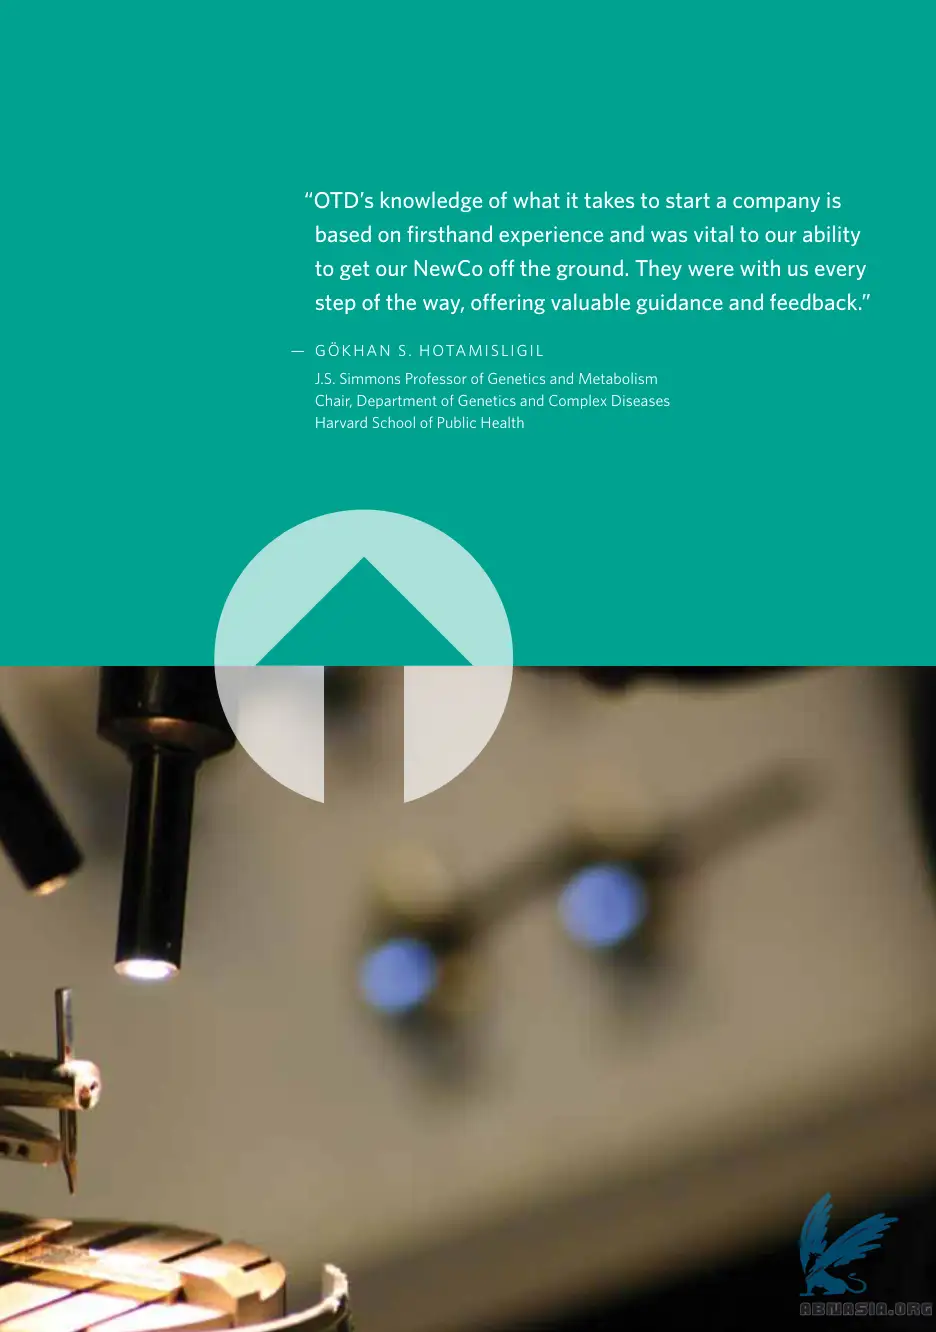 “OTD’s knowledge of what it takes to start a company is
based on firsthand experience and was vital to our ability
to get our NewCo off the ground. They were with us every
step of the way, offering valuable guidance and feedback.”
— GÖKHAN S. HOTAMISLIGIL
J.S. Simmons Professor of Genetics and Metabolism
Chair, Department of Genetics and Complex Diseases
Harvard School of Public Health
ABMASIA.ORG